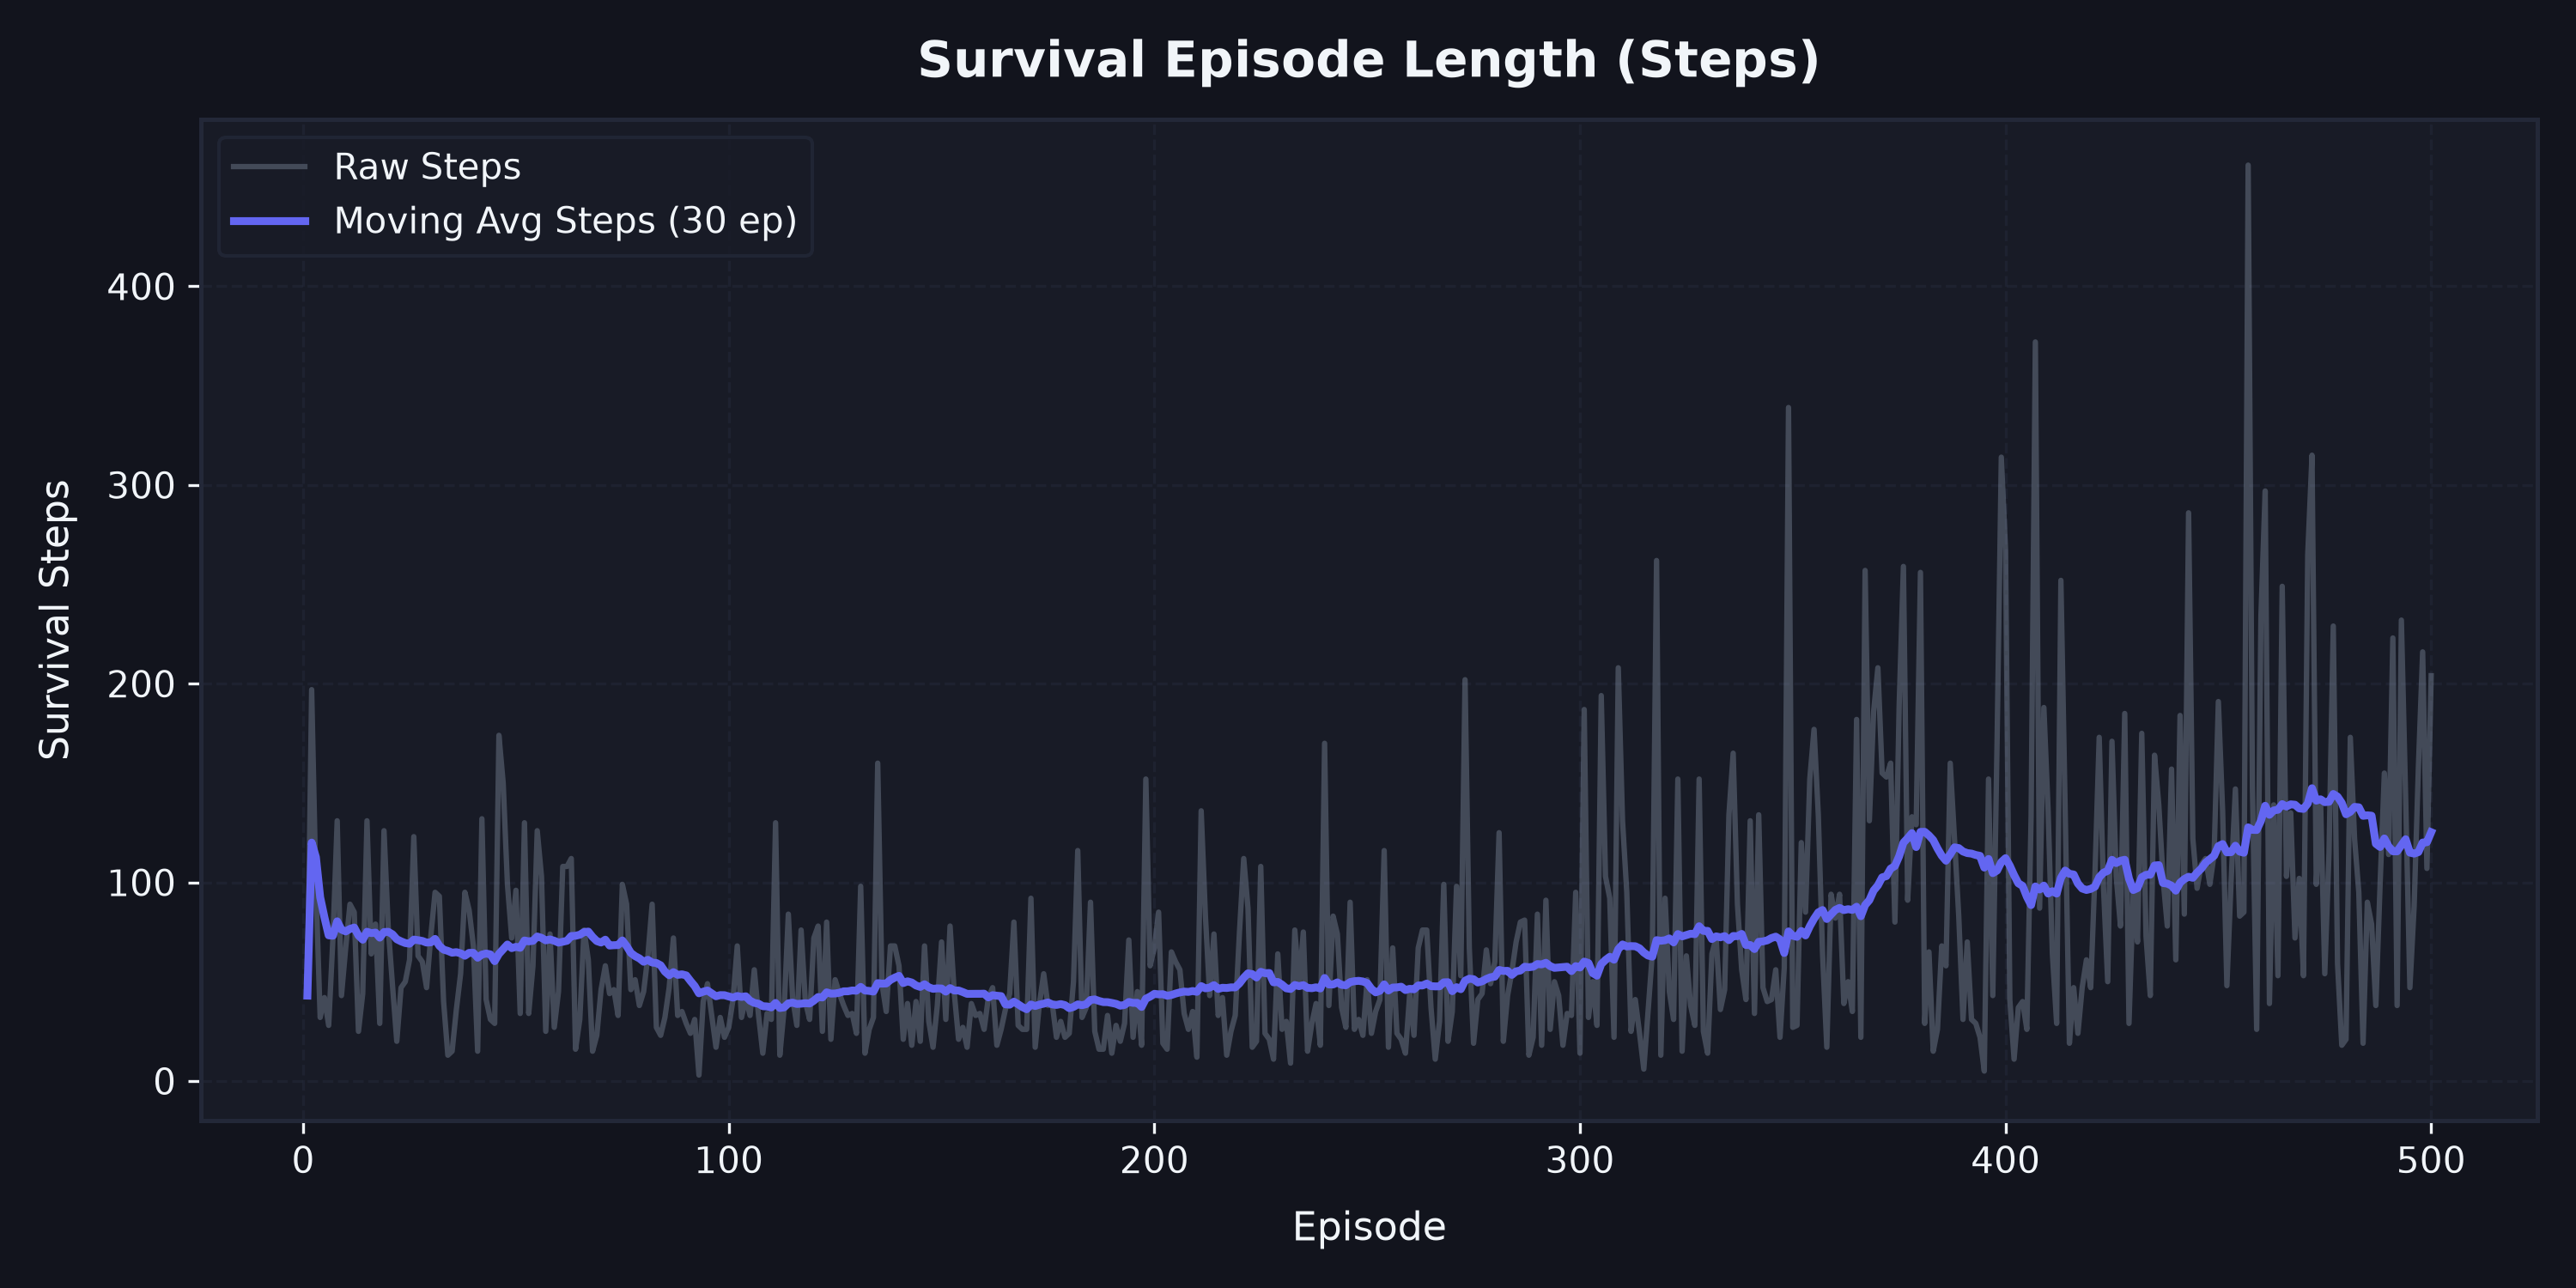 Survival Episode Length (Steps)
Raw Steps
Moving Avg Steps (30 ep)
Survival Steps
400
300
200
100
0
0 100 200 300 400 500
Episode